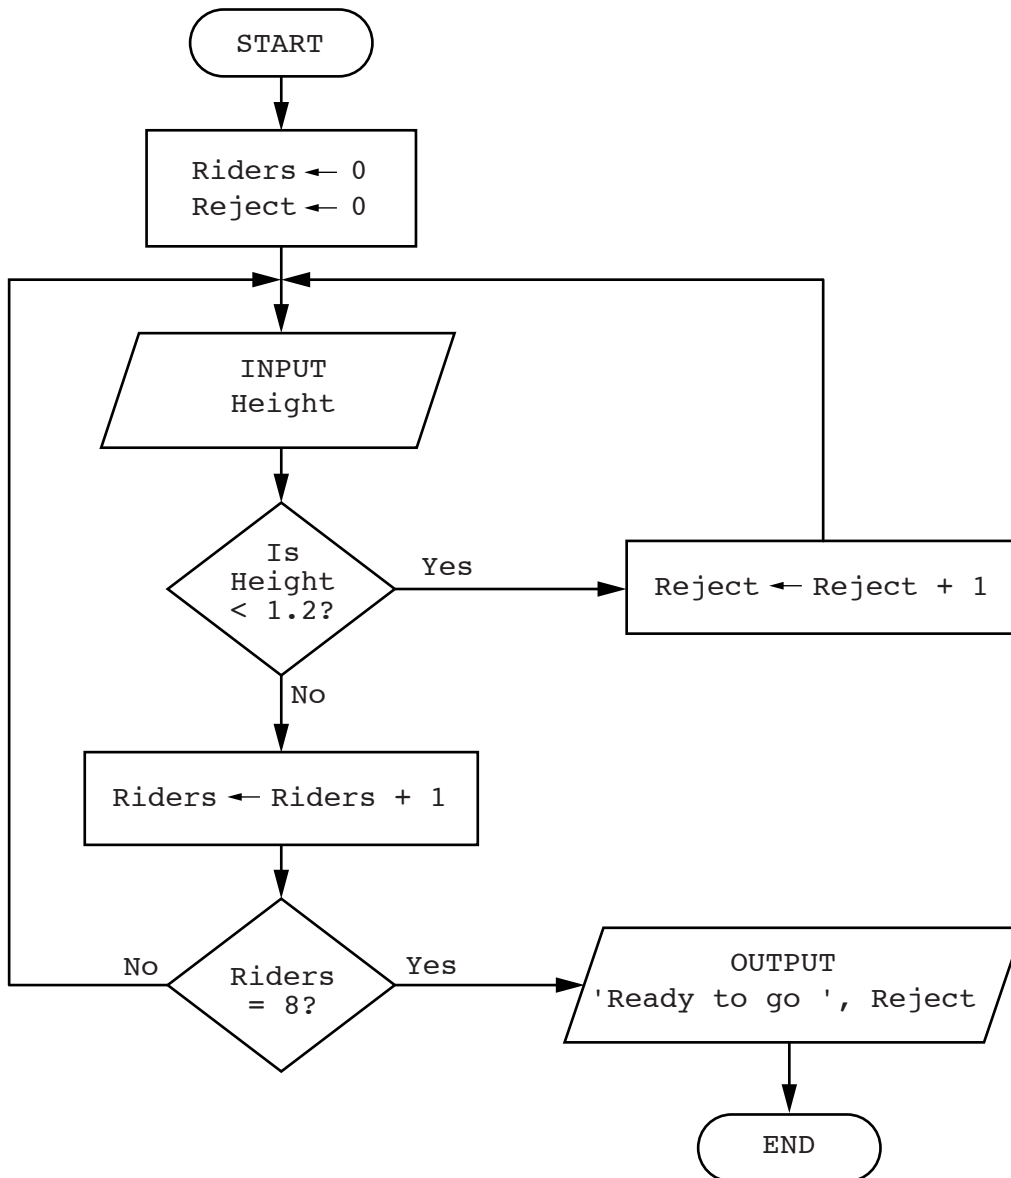 START
Riders ← 0
Reject ← 0
INPUT
Height
Is
Height
< 1.2?
Yes
Reject ← Reject + 1
No
Riders ← Riders + 1
Riders
= 8?
No
Yes
OUTPUT
'Ready to go ', Reject
END